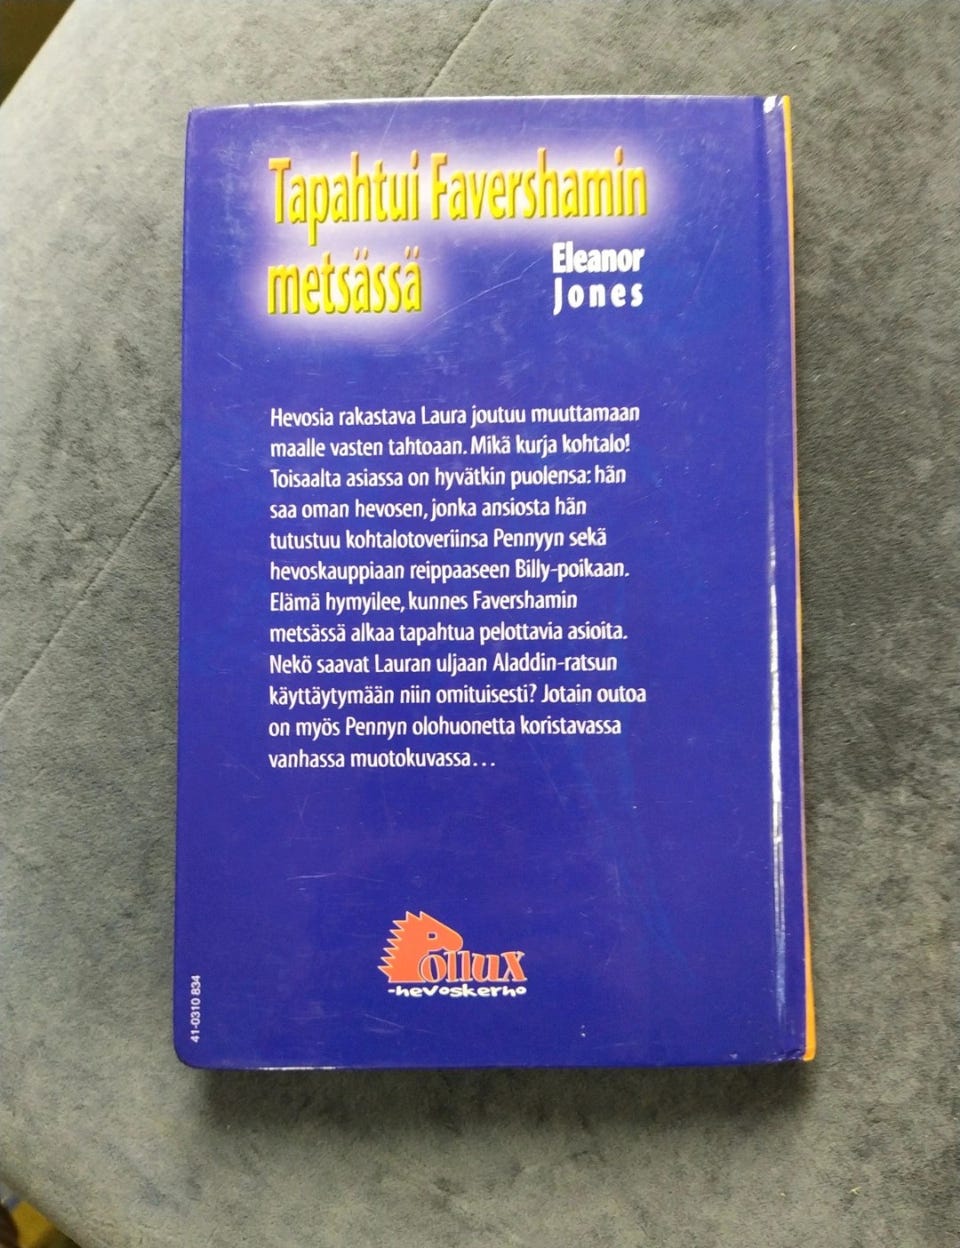 Tapahtui Favershamin
metsässä
Eleanor
Jones
Hevosia rakastava Laura joutuu muuttamaan
maalle vasten tahtoaan. Mikä kurja kohtalo!
Toisaalta asiassa on hyvätkin puolensa: hän
saa oman hevosen, jonka ansiosta hän
tutustuu kohtalotoveriinsa Pennyyn sekä
hevoskauppiaan reippaaseen Billy-poikaan.
Elämä hymyilee, kunnes Favershamin
metsässä alkaa tapahtua pelottavia asioita.
Nekö saavat Lauran uljaan Aladdin-ratsun
käyttäytymään niin omituisesti? Jotain outoa
on myös Pennyn olohuonetta koristavassa
vanhassa muotokuvassa...
Pollux
-hevoskerho
41-0310 834